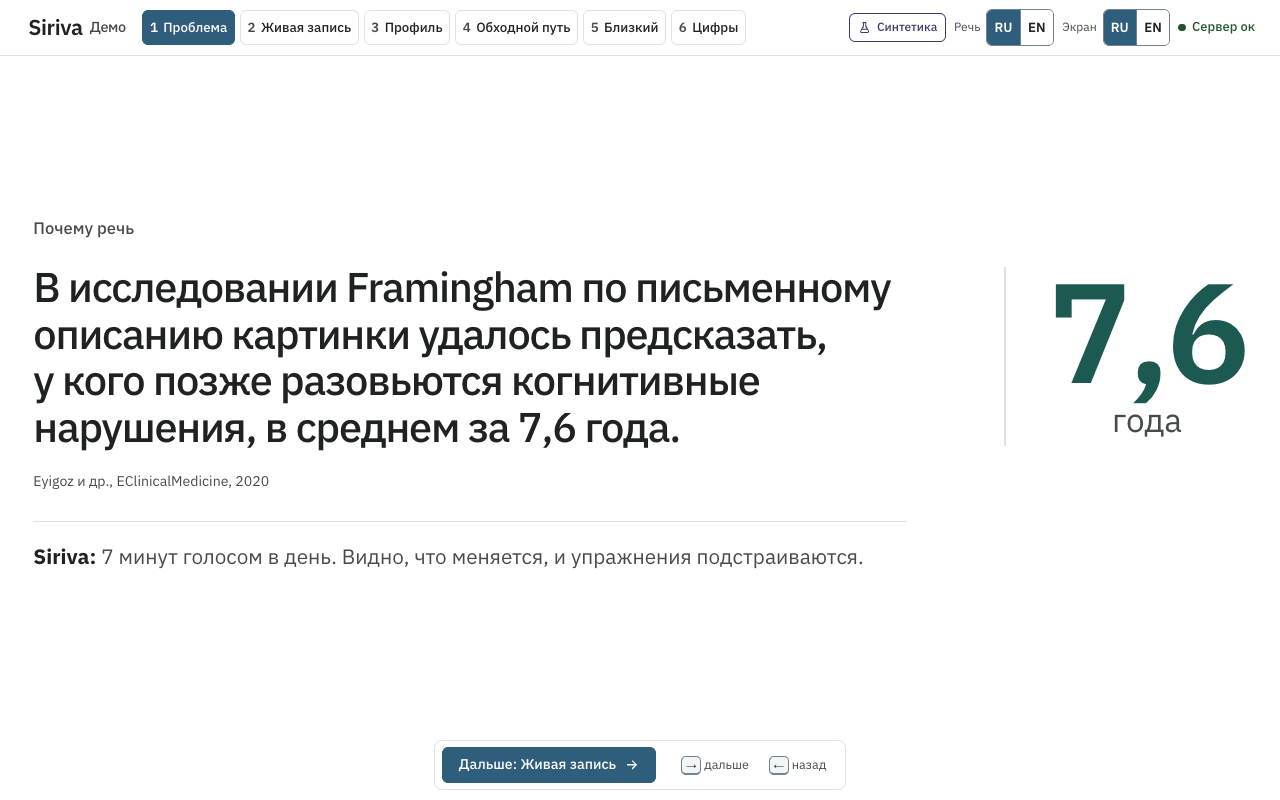 Siriva Демо 1 Проблема 2 Живая запись 3 Профиль 4 Обходной путь 5 Близкий 6 Цифры Синтетика Речь RU EN Экран RU EN Сервер ок
Почему речь
В исследовании Framingham по письменному
описанию картинки удалось предсказать,
у кого позже разовьются когнитивные
нарушения, в среднем за 7,6 года.
7,6
года
Eyigoz и др., EClinicalMedicine, 2020
Siriva: 7 минут голосом в день. Видно, что меняется, и упражнения подстраиваются.
Дальше: Живая запись → → дальше ← назад